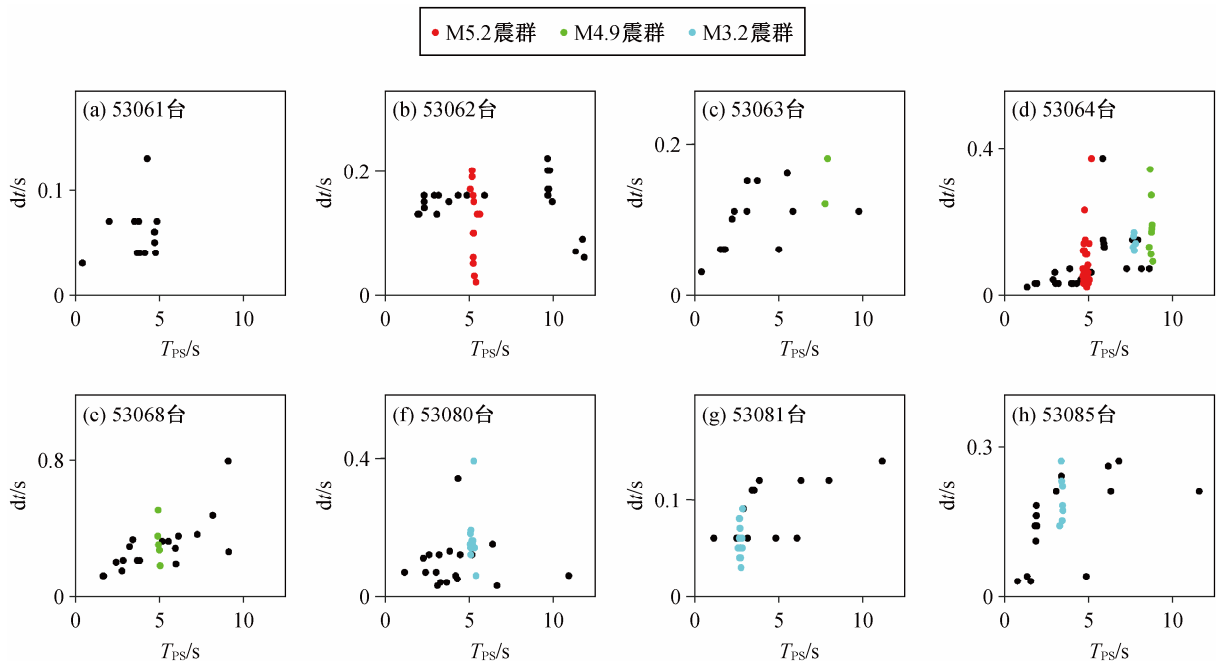 M5.2震群 M4.9震群 M3.2震群
(a) 53061台
dt/s
0.1
0
0 5 10
TPS/s
(b) 53062台
dt/s
0.2
0
0 5 10
TPS/s
(c) 53063台
dt/s
0.2
0
0 5 10
TPS/s
(d) 53064台
dt/s
0.4
0
0 5 10
TPS/s
(c) 53068台
dt/s
0.8
0
0 5 10
TPS/s
(f) 53080台
dt/s
0.4
0
0 5 10
TPS/s
(g) 53081台
dt/s
0.1
0
0 5 10
TPS/s
(h) 53085台
dt/s
0.3
0
0 5 10
TPS/s